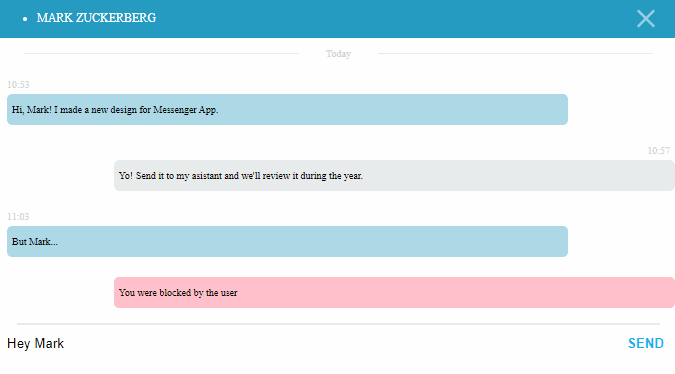 MARK ZUCKERBERG
Today
10:53
Hi, Mark! I made a new design for Messenger App.
10:57
Yo! Send it to my asistant and we'll review it during the year.
11:03
But Mark...
You were blocked by the user
Hey Mark
SEND